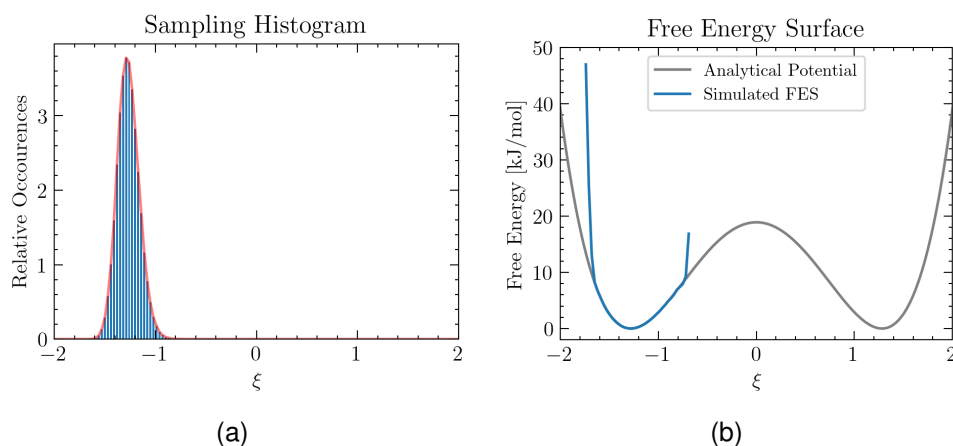 Sampling Histogram
Relative Occourences
3
2
1
0
−2
−1
0
1
2
ξ
(a)
Free Energy Surface
Free Energy [kJ/mol]
50
40
30
20
10
0
Analytical Potential
Simulated FES
−2
−1
0
1
2
ξ
(b)